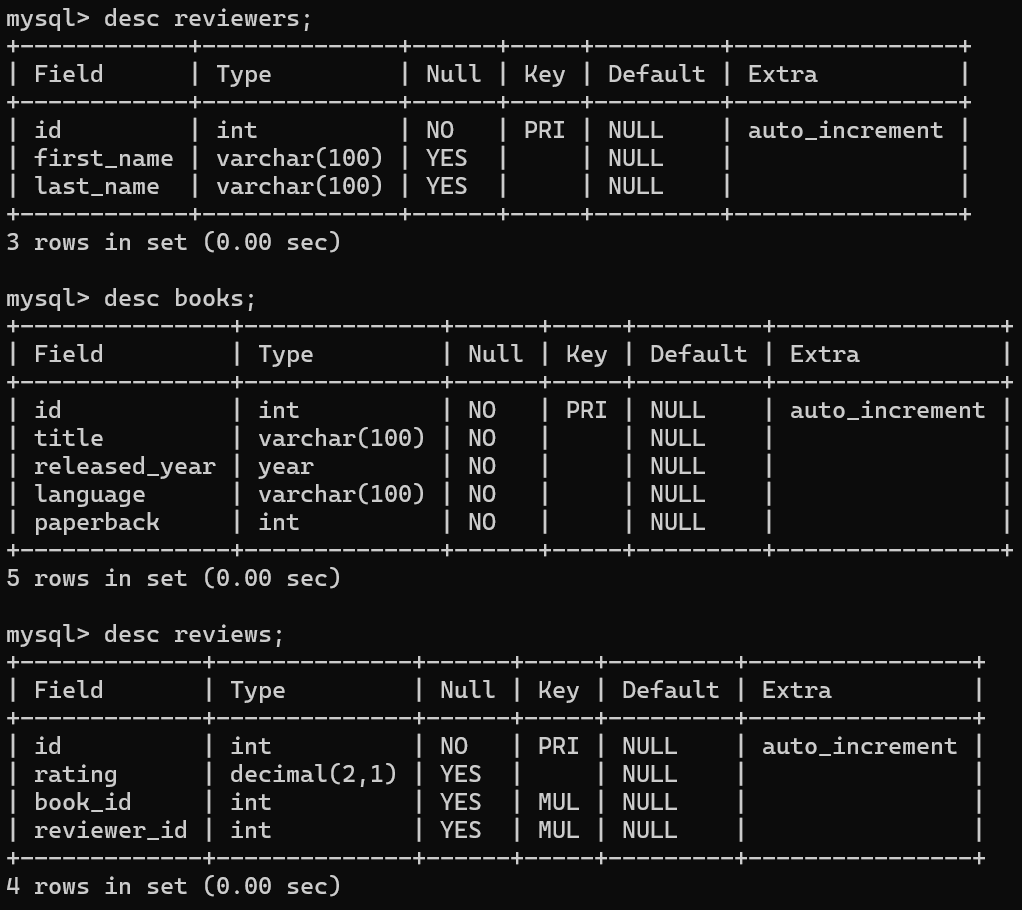 mysql> desc reviewers;
+------------+--------------+------+-----+---------+----------------+
| Field      | Type         | Null | Key | Default | Extra          |
+------------+--------------+------+-----+---------+----------------+
| id         | int          | NO   | PRI | NULL    | auto_increment |
| first_name | varchar(100) | YES  |     | NULL    |                |
| last_name  | varchar(100) | YES  |     | NULL    |                |
+------------+--------------+------+-----+---------+----------------+
3 rows in set (0.00 sec)

mysql> desc books;
+---------------+--------------+------+-----+---------+----------------+
| Field         | Type         | Null | Key | Default | Extra          |
+---------------+--------------+------+-----+---------+----------------+
| id            | int          | NO   | PRI | NULL    | auto_increment |
| title         | varchar(100) | NO   |     | NULL    |                |
| released_year | year         | NO   |     | NULL    |                |
| language      | varchar(100) | NO   |     | NULL    |                |
| paperback     | int          | NO   |     | NULL    |                |
+---------------+--------------+------+-----+---------+----------------+
5 rows in set (0.00 sec)

mysql> desc reviews;
+-------------+--------------+------+-----+---------+----------------+
| Field       | Type         | Null | Key | Default | Extra          |
+-------------+--------------+------+-----+---------+----------------+
| id          | int          | NO   | PRI | NULL    | auto_increment |
| rating      | decimal(2,1) | YES  |     | NULL    |                |
| book_id     | int          | YES  | MUL | NULL    |                |
| reviewer_id | int          | YES  | MUL | NULL    |                |
+-------------+--------------+------+-----+---------+----------------+
4 rows in set (0.00 sec)